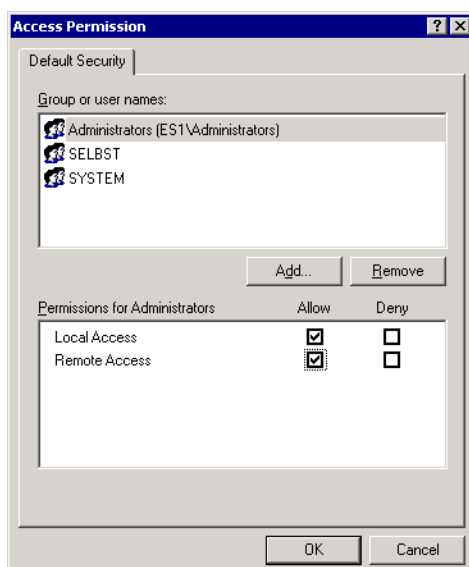 Access Permission
Default Security
Group or user names:
Administrators (ES1\Administrators)
SELBST
SYSTEM
Add... Remove
Permissions for Administrators Allow Deny
Local Access
Remote Access
OK Cancel